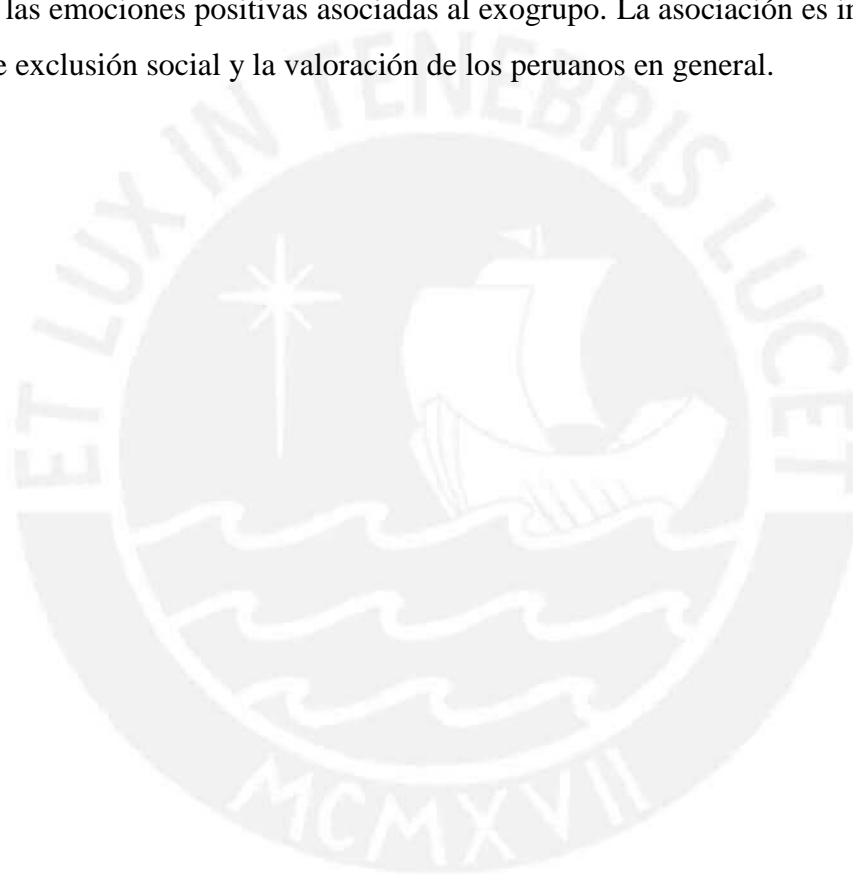 las emociones positivas asociadas al exogrupo. La asociación es in
e exclusión social y la valoración de los peruanos en general.
ET LUX IN TENEBRIS LUCET
MCMXVII